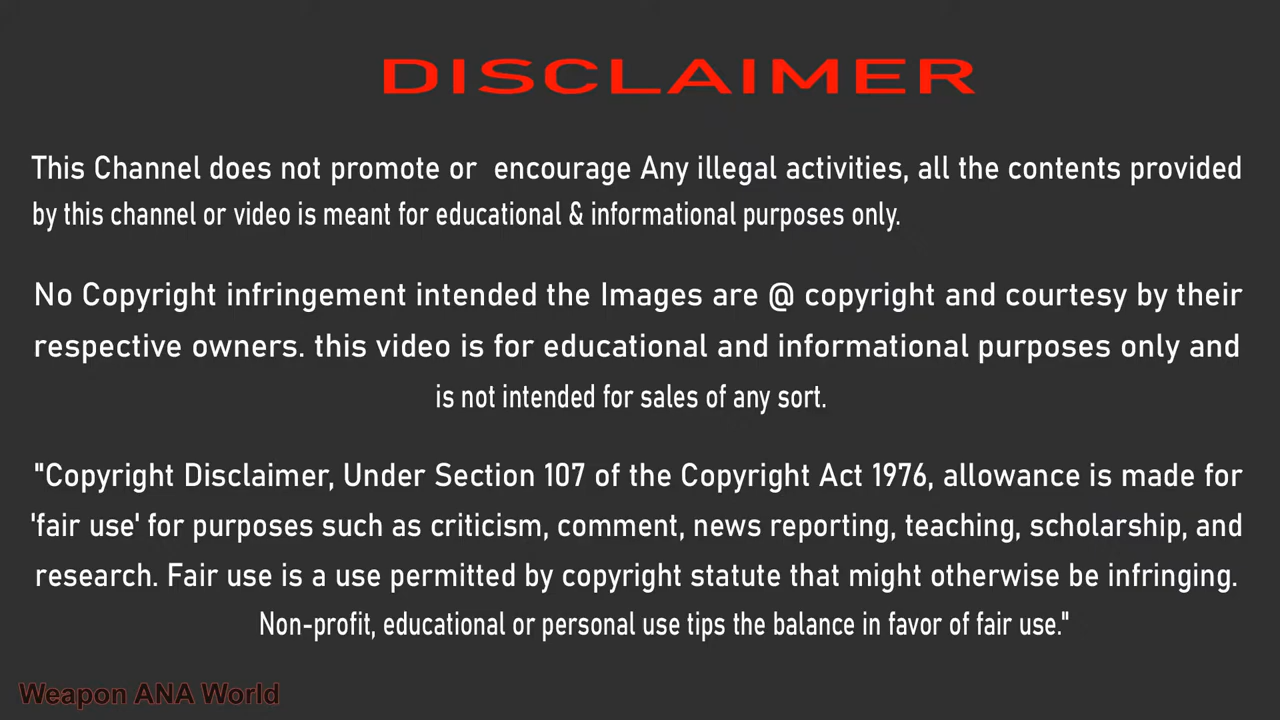 DISCLAIMER
This Channel does not promote or encourage Any illegal activities, all the contents provided
by this channel or video is meant for educational & informational purposes only.
No Copyright infringement intended the Images are @ copyright and courtesy by their
respective owners. this video is for educational and informational purposes only and
is not intended for sales of any sort.
"Copyright Disclaimer, Under Section 107 of the Copyright Act 1976, allowance is made for
'fair use' for purposes such as criticism, comment, news reporting, teaching, scholarship, and
research. Fair use is a use permitted by copyright statute that might otherwise be infringing.
Non-profit, educational or personal use tips the balance in favor of fair use."
Weapon ANA World